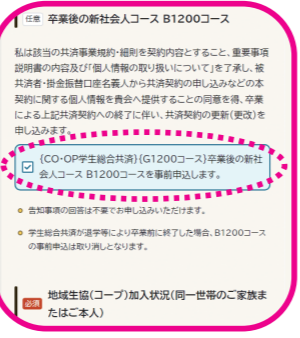 任意 卒業後の新社会人コース B1200コース
私は該当の共済事業規約・細則を契約内容とすること、重要事項
説明書の内容及び「個人情報の取り扱いについて」を了承し、被
共済者・掛金振替口座名義人から共済契約の申し込みなどの本
契約に関する個人情報を貴会へ提供することの同意を得、卒業
による上記共済契約への終了に伴い、共済契約の更新(更改)を
申し込みます。
{CO・OP学生総合共済}{G1200コース}卒業後の新社
会人コース B1200コースを事前申込します。
告知事項の回答は不要でお申し込みいただけます。
学生総合共済が退学等により卒業前に終了した場合、B1200コース
の事前申込は取り消しとなります。
必須 地域生協(コープ)加入状況(同一世帯のご家族ま
たはご本人)